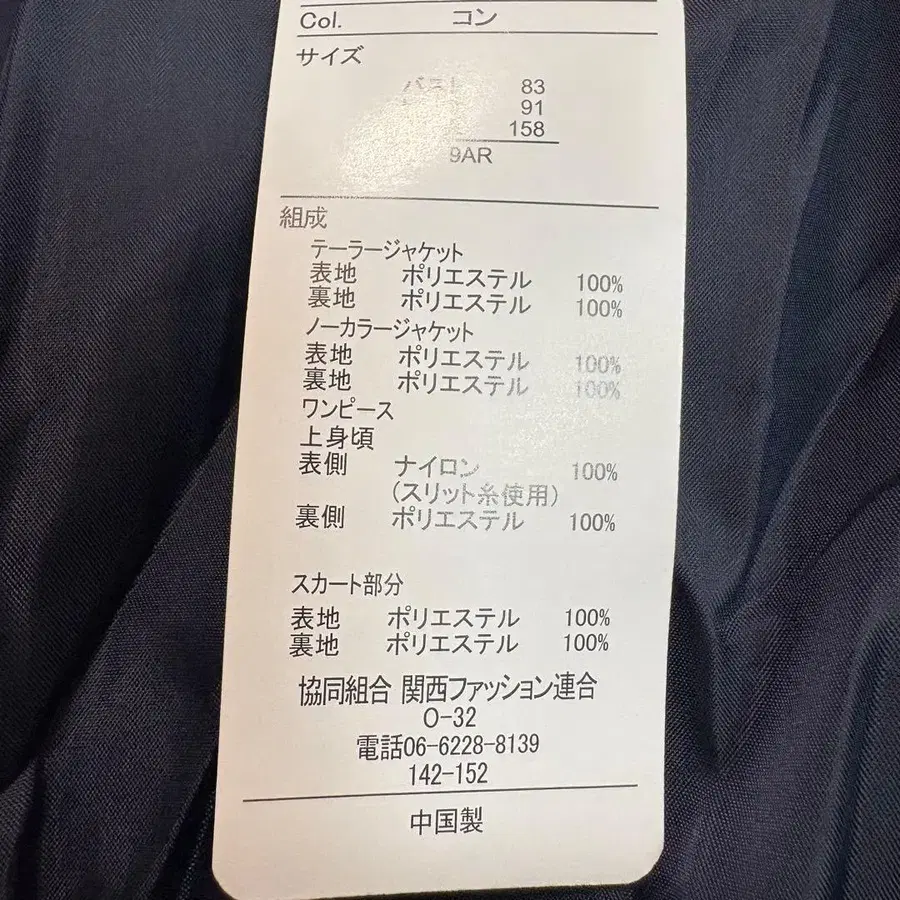 Col. コン
サイズ
バスト 83
91
158
9AR
組成
テーラージャケット
表地 ポリエステル 100%
裏地 ポリエステル 100%
ノーカラージャケット
表地 ポリエステル 100%
裏地 ポリエステル 100%
ワンピース
上身頃
表側 ナイロン 100%
(スリット糸使用)
裏側 ポリエステル 100%
スカート部分
表地 ポリエステル 100%
裏地 ポリエステル 100%
協同組合 関西ファッション連合
O-32
電話06-6228-8139
142-152
中国製